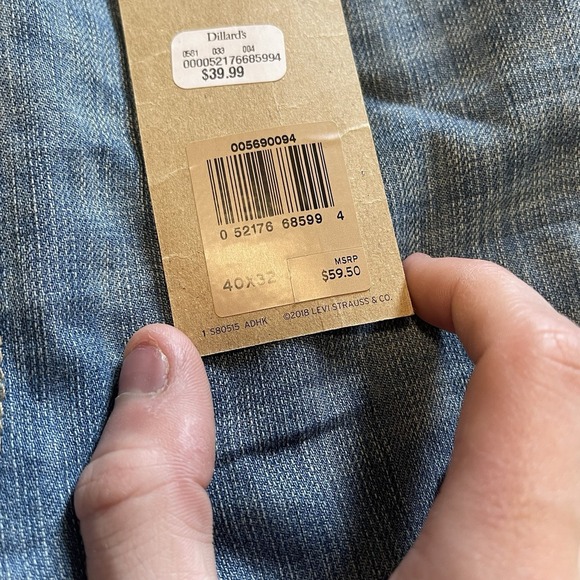 Dillard's
0581 033 004
000052176685994
$39.99
005690094
0 52176 68599 4
40X32
MSRP
$59.50
1 S80515 ADHK ©2018 LEVI STRAUSS & CO.